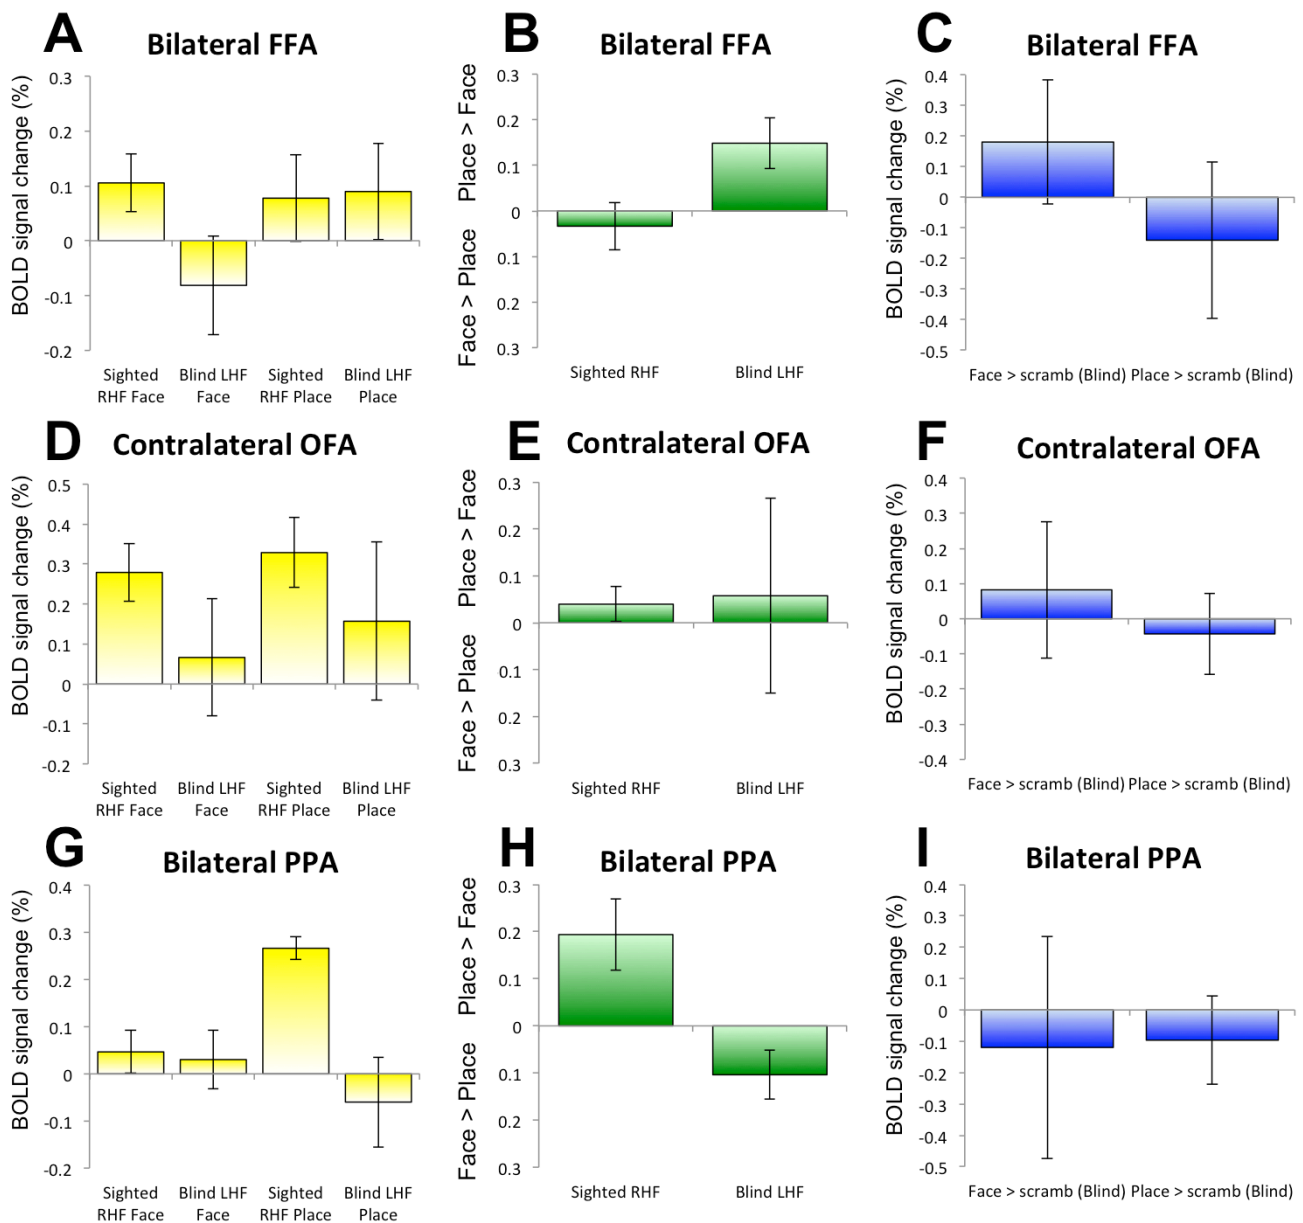 A
Bilateral FFA
BOLD signal change (%)
0.3
0.2
0.1
0
-0.1
-0.2
Sighted RHF Face
Blind LHF Face
Sighted RHF Place
Blind LHF Place
B
Bilateral FFA
Face > Place Place > Face
0.3
0.2
0.1
0
0.1
0.2
0.3
Sighted RHF
Blind LHF
C
Bilateral FFA
BOLD signal change (%)
0.4
0.3
0.2
0.1
0
-0.1
-0.2
-0.3
-0.4
-0.5
Face > scramb (Blind) Place > scramb (Blind)
D
Contralateral OFA
BOLD signal change (%)
0.5
0.4
0.3
0.2
0.1
0
-0.1
-0.2
Sighted RHF Face
Blind LHF Face
Sighted RHF Place
Blind LHF Place
E
Contralateral OFA
Face > Place Place > Face
0.3
0.2
0.1
0
0.1
0.2
0.3
Sighted RHF
Blind LHF
F
Contralateral OFA
BOLD signal change (%)
0.4
0.3
0.2
0.1
0
-0.1
-0.2
-0.3
-0.4
Face > scramb (Blind) Place > scramb (Blind)
G
Bilateral PPA
BOLD signal change (%)
0.4
0.3
0.2
0.1
0
-0.1
-0.2
Sighted RHF Face
Blind LHF Face
Sighted RHF Place
Blind LHF Place
H
Bilateral PPA
Face > Place Place > Face
0.3
0.2
0.1
0
0.1
0.2
0.3
Sighted RHF
Blind LHF
I
Bilateral PPA
BOLD signal change (%)
0.4
0.3
0.2
0.1
0
-0.1
-0.2
-0.3
-0.4
-0.5
Face > scramb (Blind) Place > scramb (Blind)